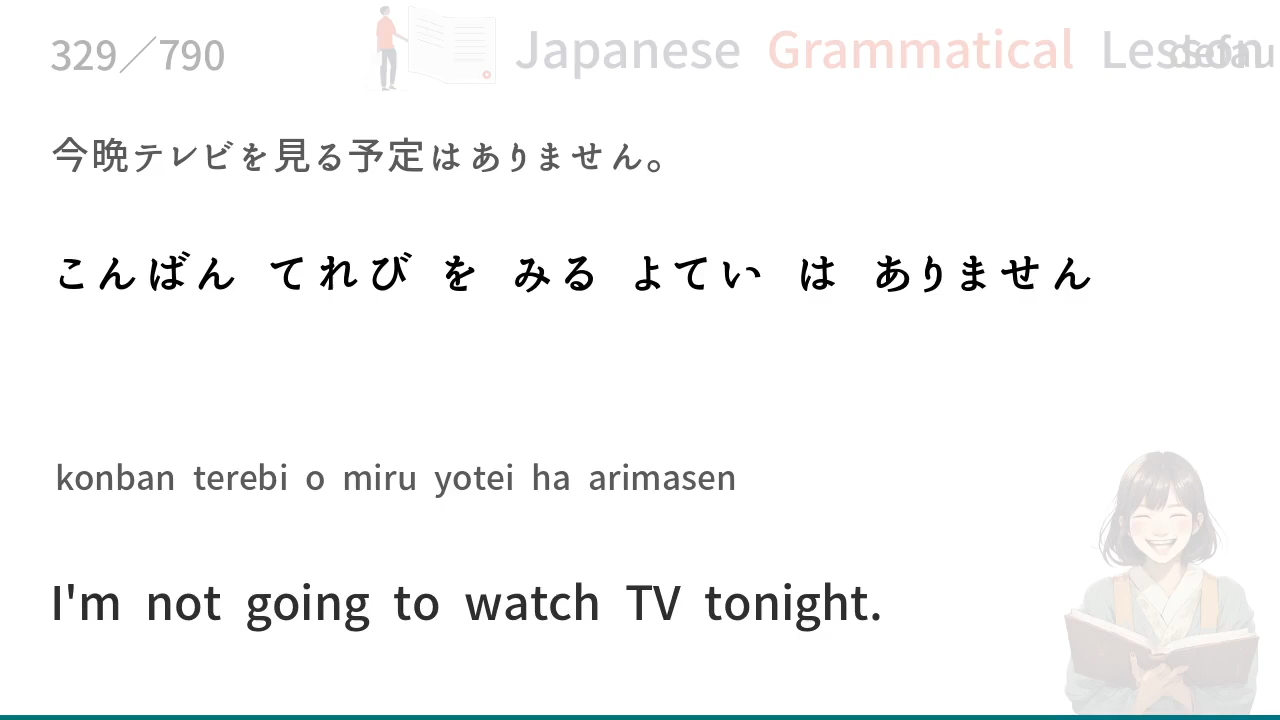 329／790
Japanese Grammatical Lesson
今晩テレビを見る予定はありません。
こんばん てれび を みる よてい は ありません
konban terebi o miru yotei ha arimasen
I'm not going to watch TV tonight.